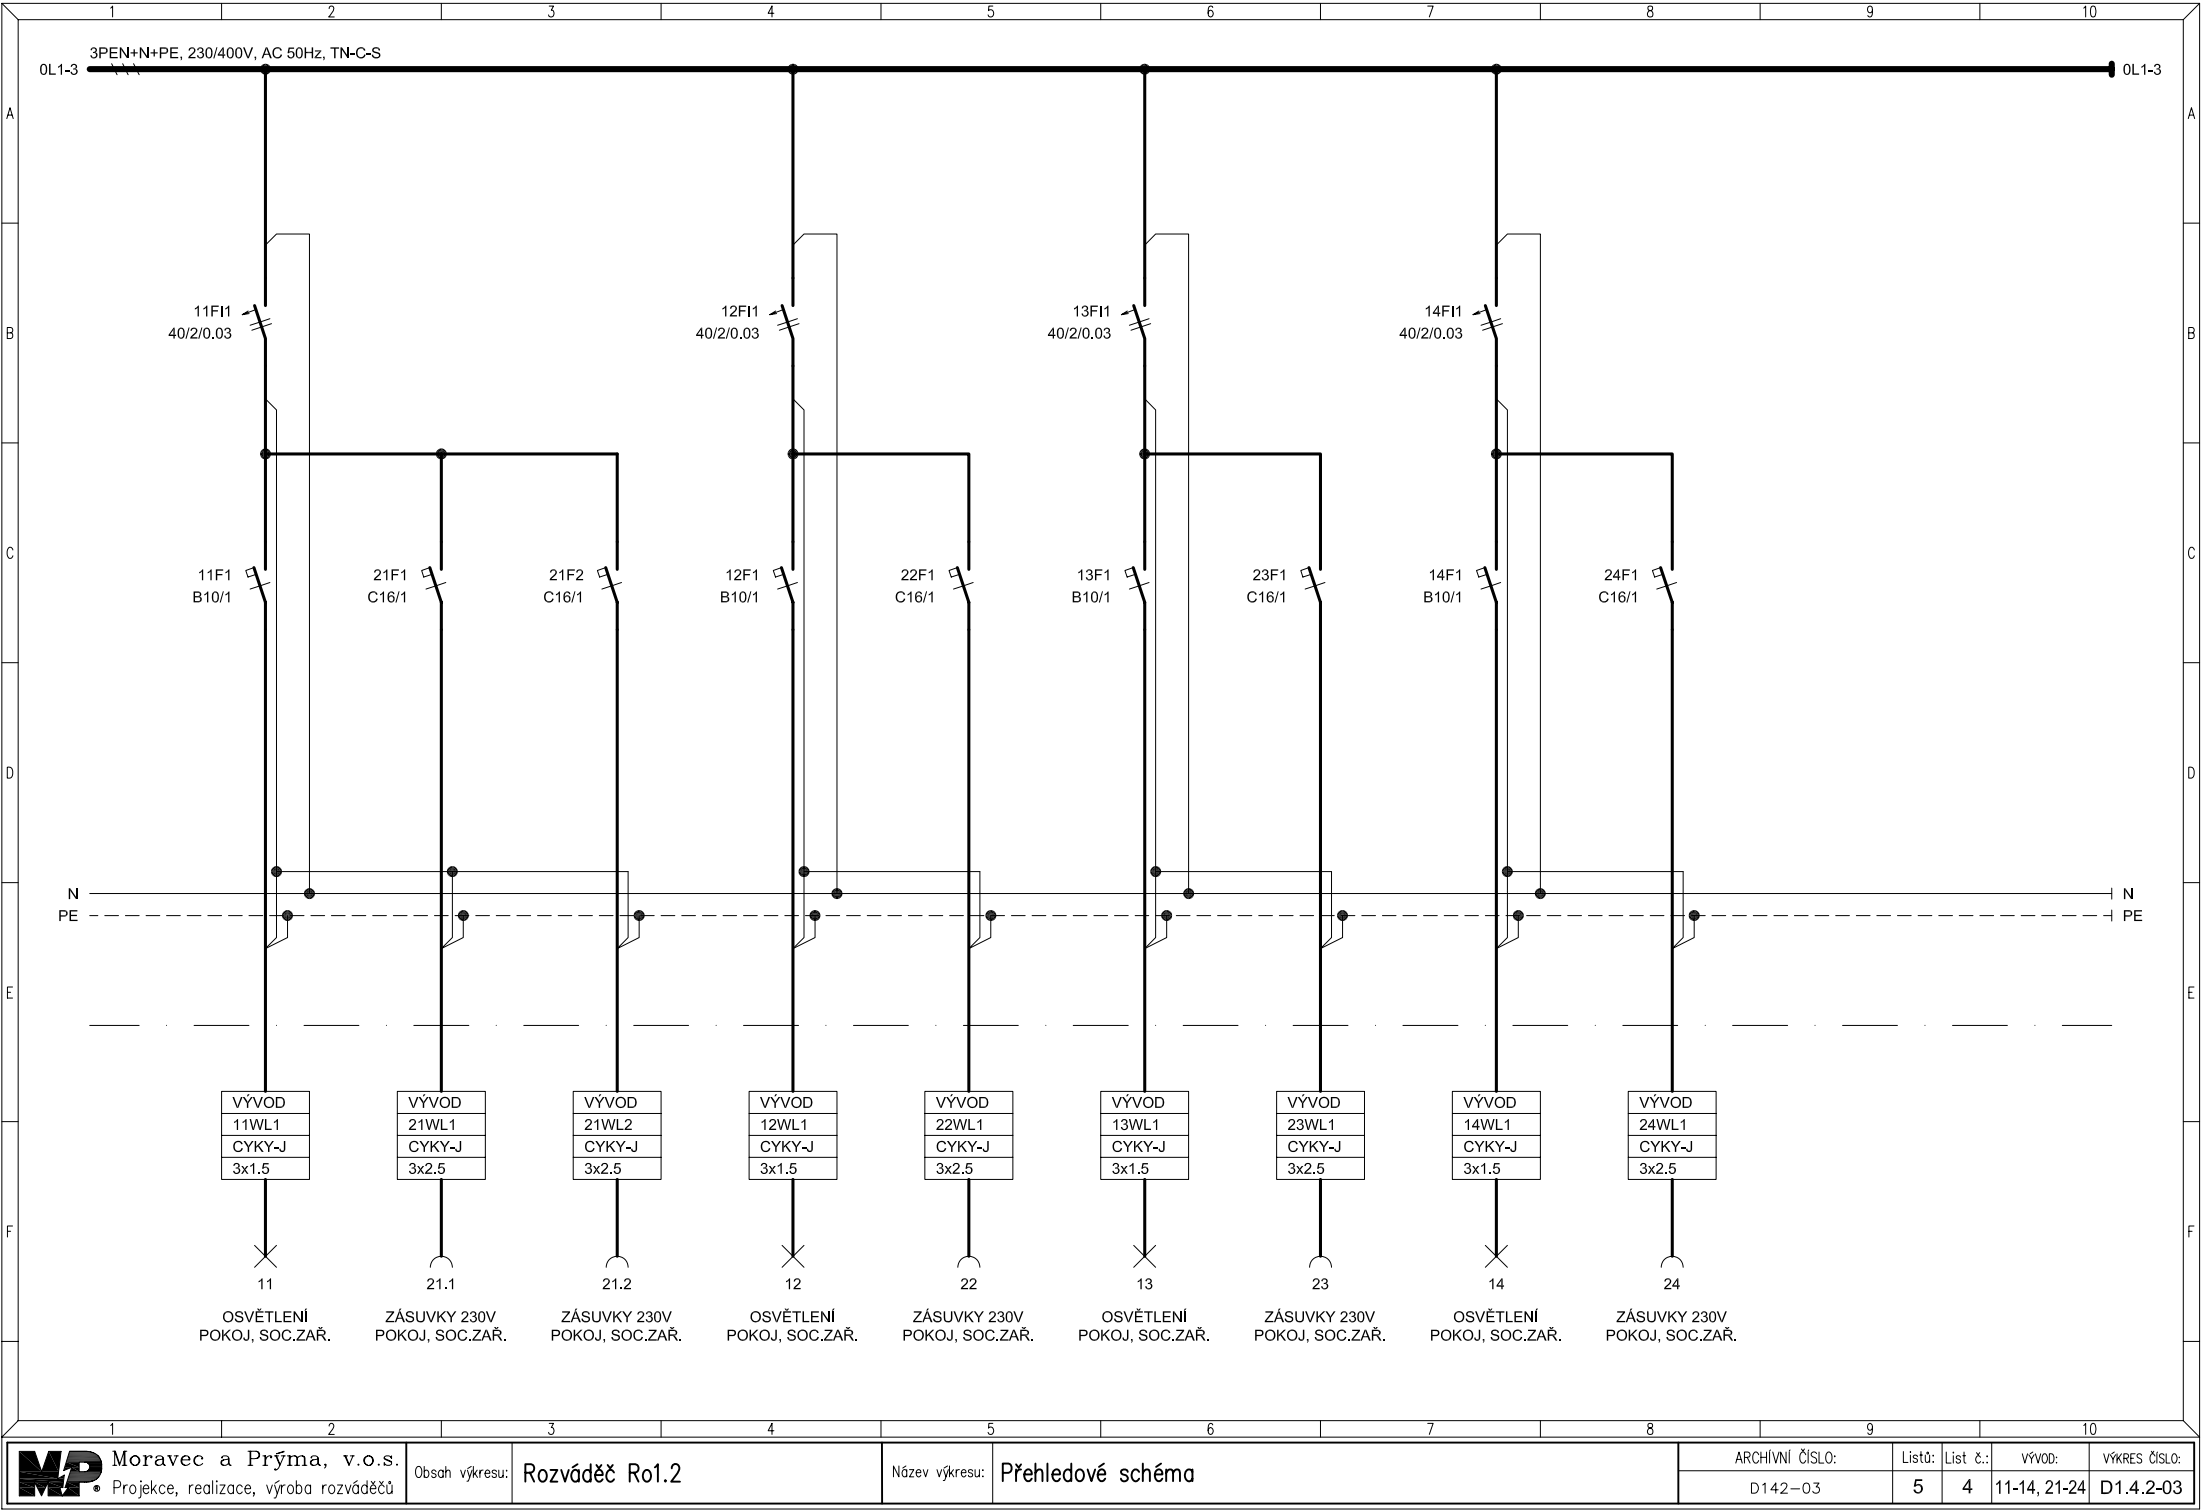 1 2 3 4 5 6 7 8 9 10
3PEN+N+PE, 230/400V, AC 50Hz, TN-C-S
0L1-3 0L1-3
A A
11FI1 12FI1 13FI1 14FI1
B 40/2/0.03 40/2/0.03 40/2/0.03 40/2/0.03 B
C C
11F1 21F1 21F2 12F1 22F1 13F1 23F1 14F1 24F1
B10/1 C16/1 C16/1 B10/1 C16/1 B10/1 C16/1 B10/1 C16/1
D D
N N
PE PE
E E
VÝVOD VÝVOD VÝVOD VÝVOD VÝVOD VÝVOD VÝVOD VÝVOD VÝVOD
11WL1 21WL1 21WL2 12WL1 22WL1 13WL1 23WL1 14WL1 24WL1
CYKY-J CYKY-J CYKY-J CYKY-J CYKY-J CYKY-J CYKY-J CYKY-J CYKY-J
3x1.5 3x2.5 3x2.5 3x1.5 3x2.5 3x1.5 3x2.5 3x1.5 3x2.5
F F
11 21.1 21.2 12 22 13 23 14 24
OSVĚTLENÍ ZÁSUVKY 230V ZÁSUVKY 230V OSVĚTLENÍ ZÁSUVKY 230V OSVĚTLENÍ ZÁSUVKY 230V OSVĚTLENÍ ZÁSUVKY 230V
POKOJ, SOC.ZAŘ. POKOJ, SOC.ZAŘ. POKOJ, SOC.ZAŘ. POKOJ, SOC.ZAŘ. POKOJ, SOC.ZAŘ. POKOJ, SOC.ZAŘ. POKOJ, SOC.ZAŘ. POKOJ, SOC.ZAŘ. POKOJ, SOC.ZAŘ.
1 2 3 4 5 6 7 8 9 10
MP
Moravec a Prýma, v.o.s.
Projekce, realizace, výroba rozváděčů
Obsah výkresu: Rozváděč Ro1.2
Název výkresu: Přehledové schéma
ARCHÍVNÍ ČÍSLO: Listů: List č.: VÝVOD: VÝKRES ČÍSLO:
D142-03 5 4 11-14, 21-24 D1.4.2-03